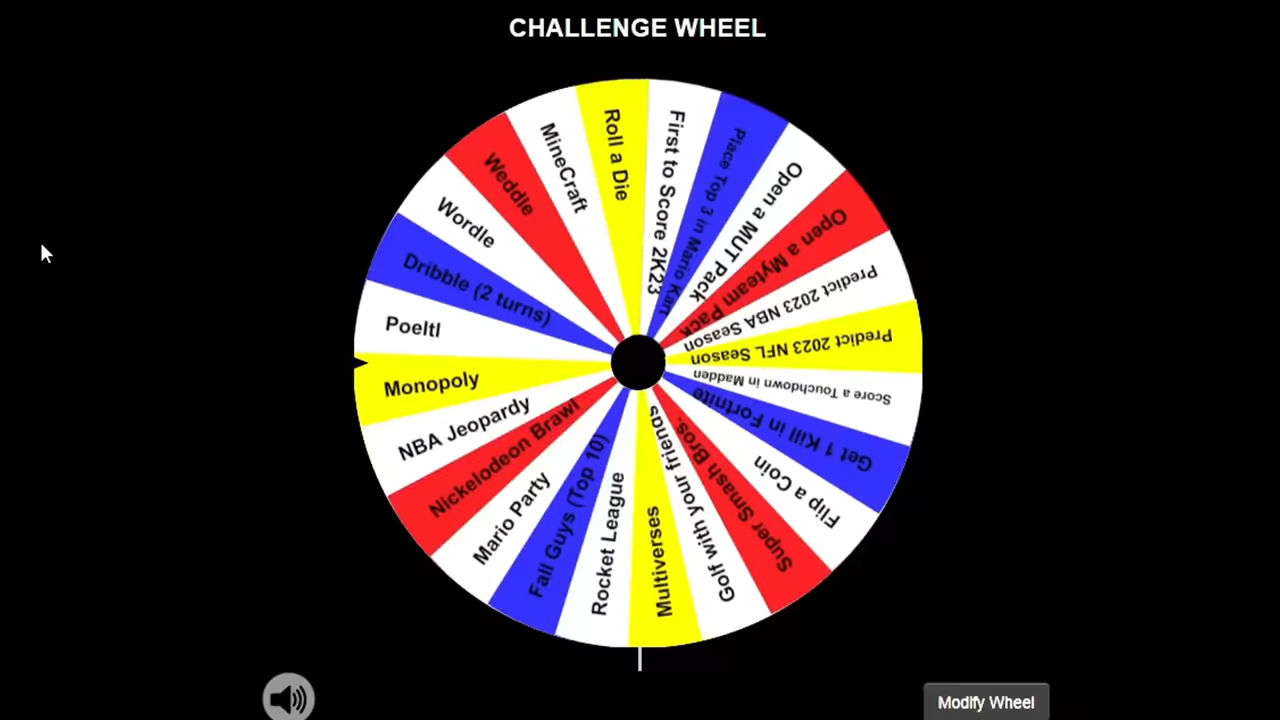 CHALLENGE WHEEL
Roll a Die
First to Score 2K23
Place Top 3 in Mario Kart
Open a MUT Pack
Open a Myteam Pack
Predict 2023 NBA Season
Predict 2023 NFL Season
Score a Touchdown in Madden
Get 1 Kill in Fortnite
Flip a Coin
Super Smash Bros.
Golf with your friends
Multiverses
Rocket League
Fall Guys (Top 10)
Mario Party
Nickelodeon Brawl
NBA Jeopardy
Monopoly
Poeltl
Dribble (2 turns)
Wordle
Weddle
MineCraft
Modify Wheel